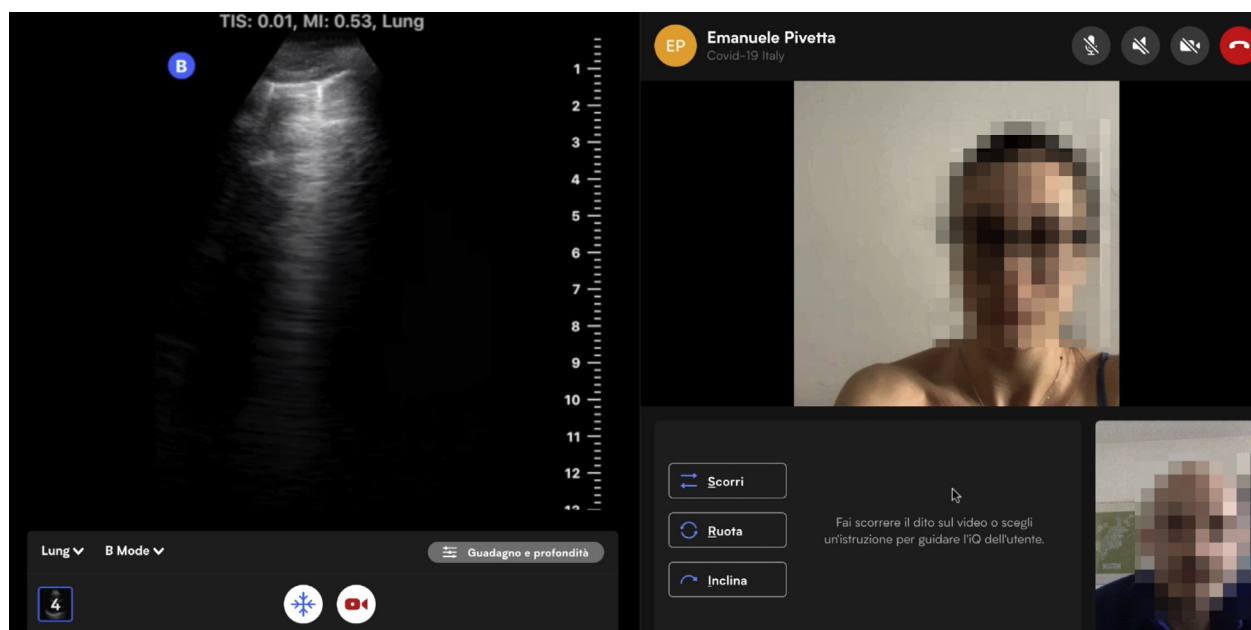 TIS: 0.01, MI: 0.53, Lung
B
1
2
3
4
5
6
7
8
9
10
11
12
Lung
B Mode
Guadagno e profondità
4
EP
Emanuele Pivetta
Covid-19 Italy
Scorri
Ruota
Inclina
Fai scorrere il dito sul video o scegli
un'istruzione per guidare l'iQ dell'utente.